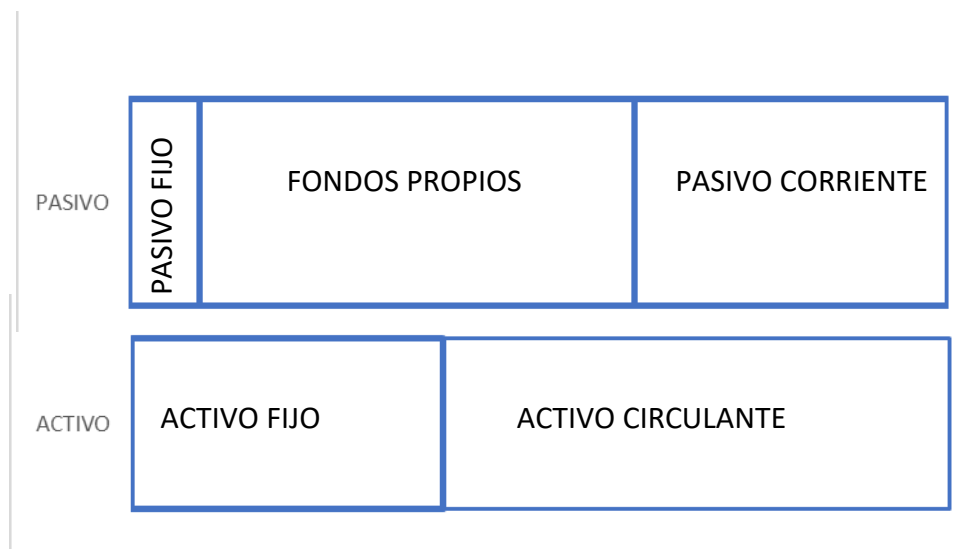 PASIVO
PASIVO FIJO
FONDOS PROPIOS
PASIVO CORRIENTE
ACTIVO
ACTIVO FIJO
ACTIVO CIRCULANTE